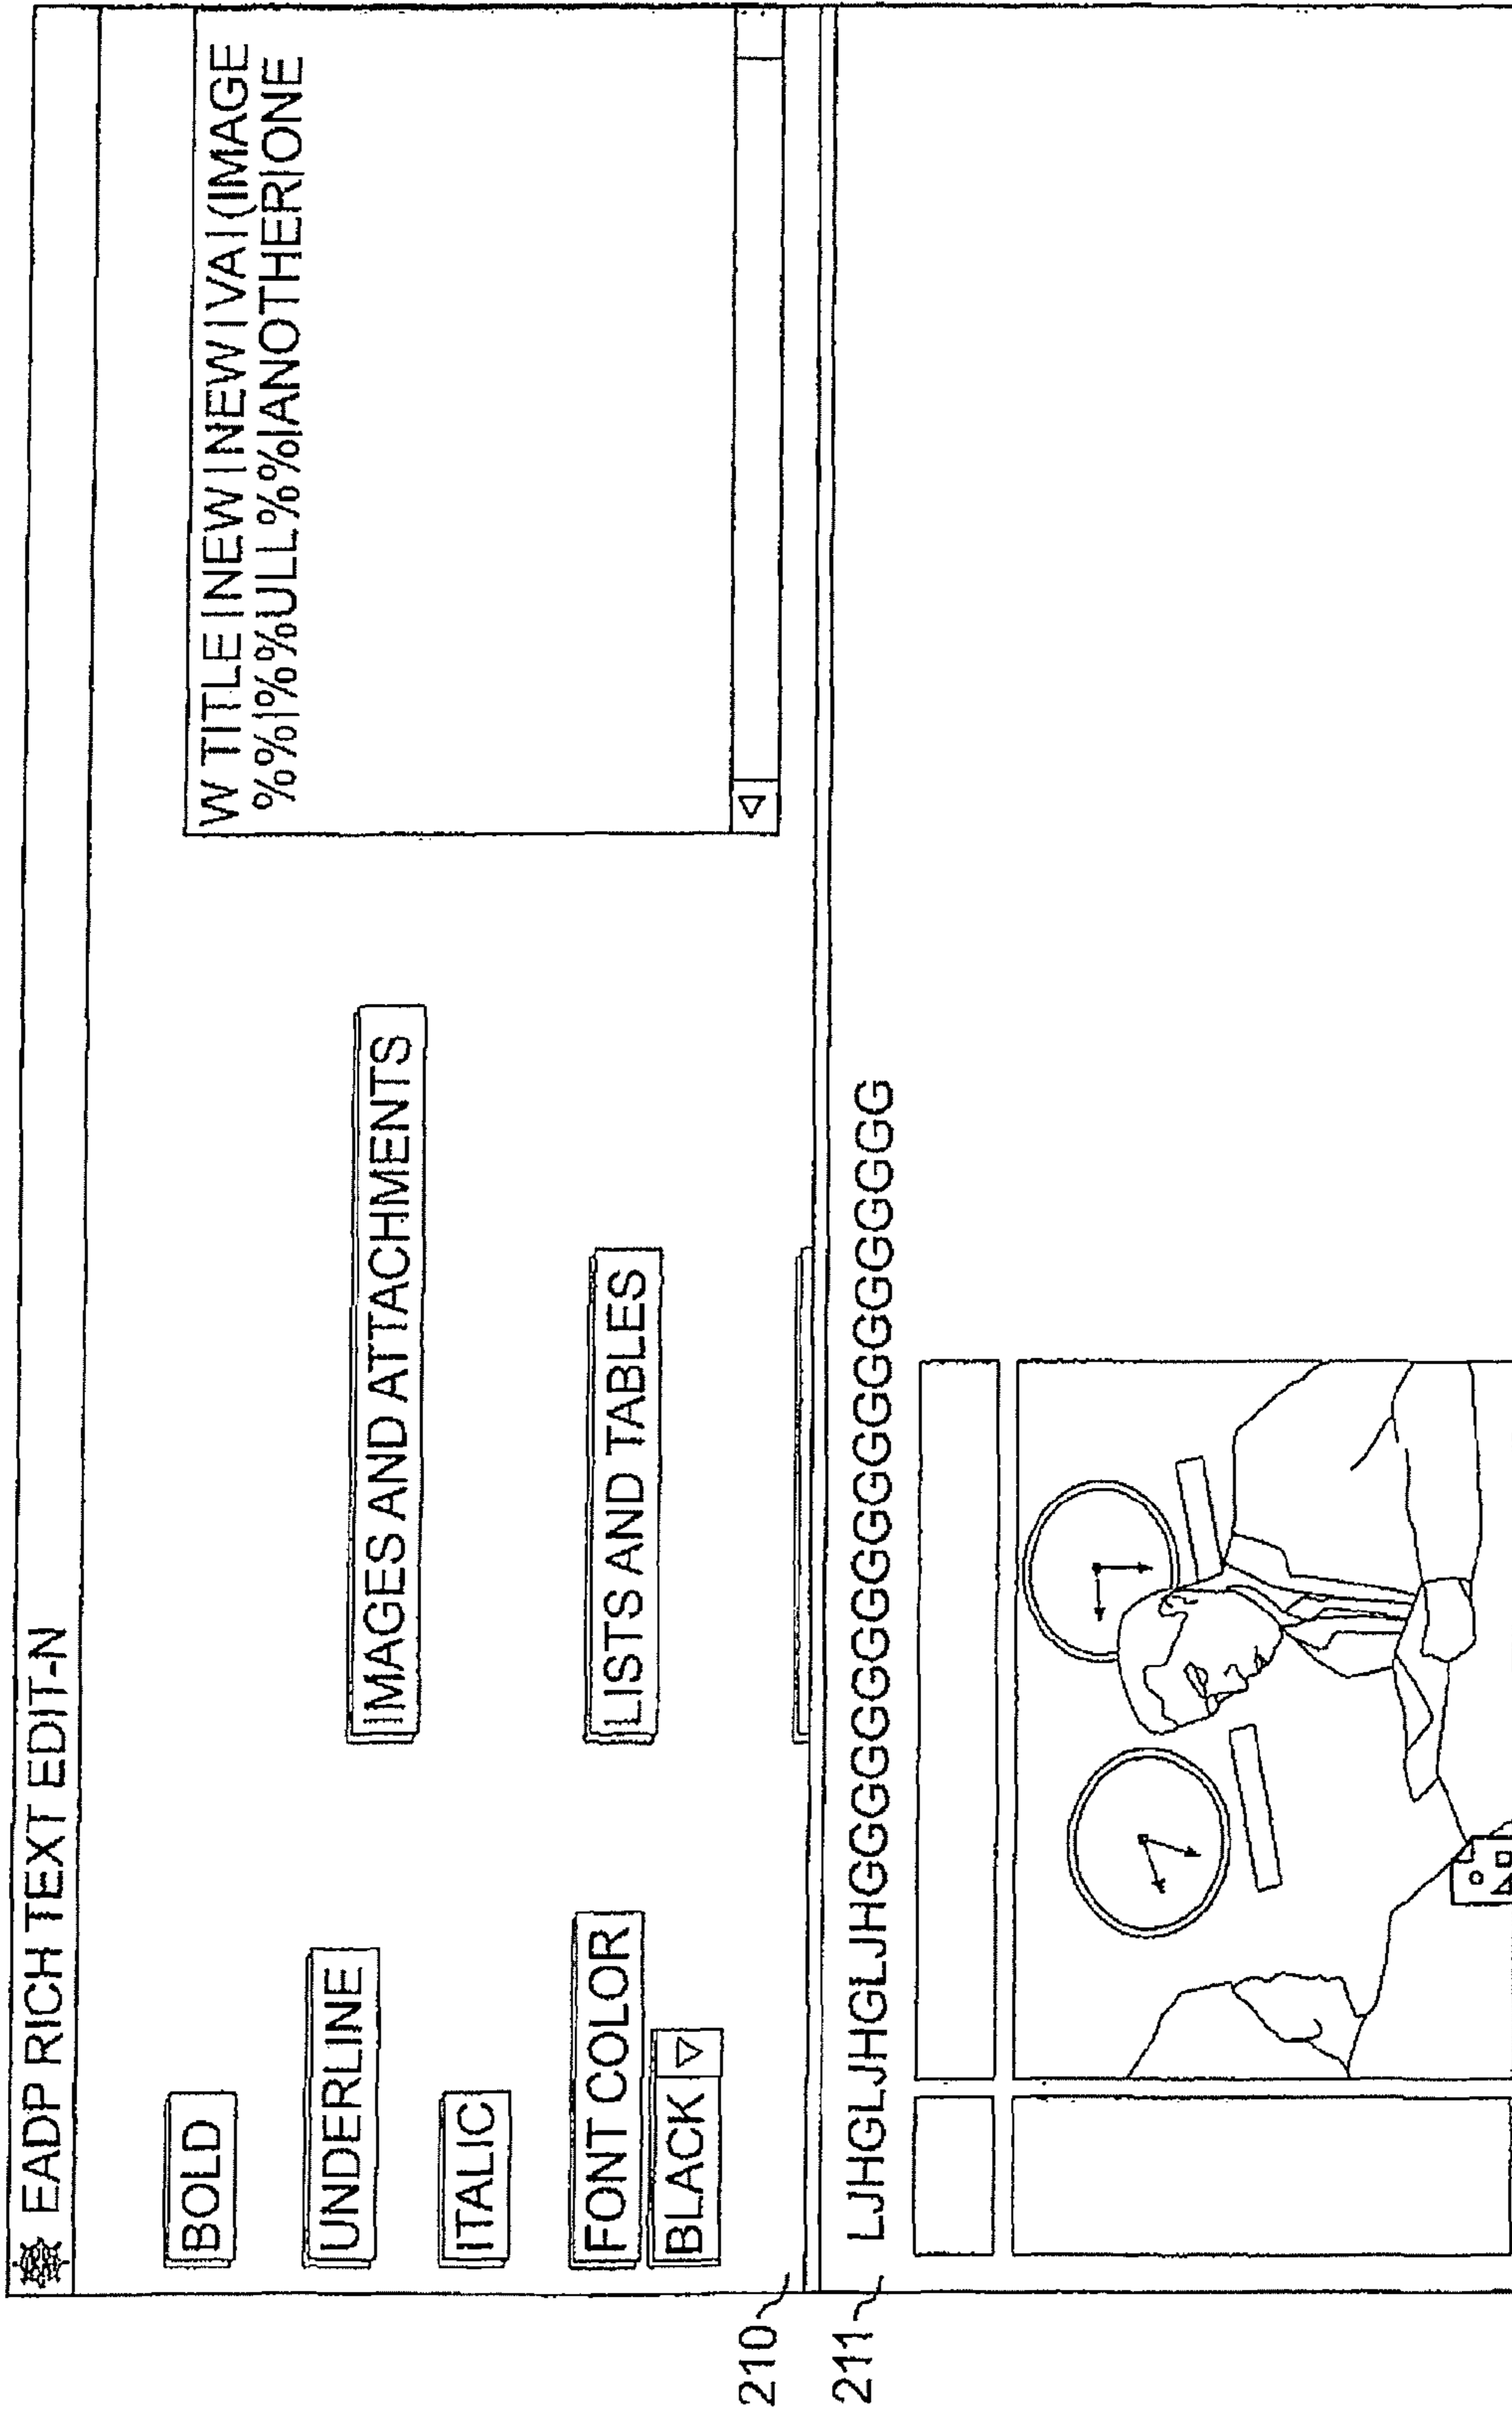 EADP RICH TEXT EDIT-N
BOLD
UNDERLINE
ITALIC
FONT COLOR
BLACK
IMAGES AND ATTACHMENTS
LISTS AND TABLES
W TITLE|NEW|NEW|VA|(IMAGE
%%|%%ULL%%|ANOTHER|ONE
210
211
LJHGLJHGLJHGGGGGGGGGGGGGGGGGGG